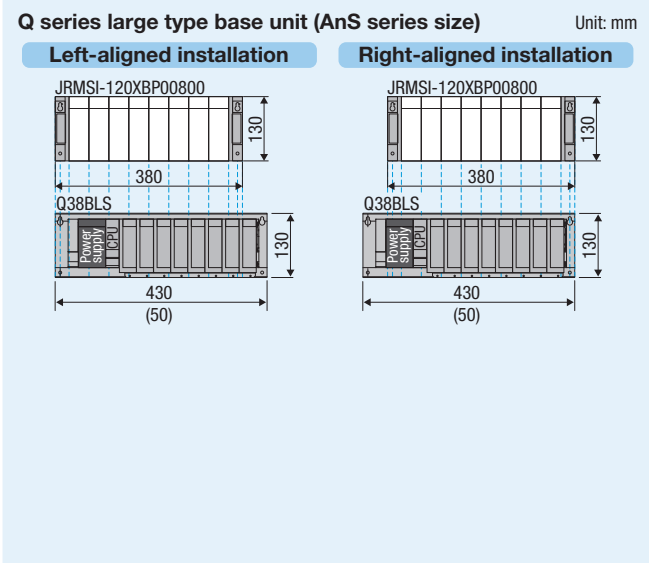 Q series large type base unit (AnS series size) Unit: mm
Left-aligned installation
JRMSI-120XBP00800
130
380
Q38BLS
Power
supply
CPU
130
430
(50)
Right-aligned installation
JRMSI-120XBP00800
130
380
Q38BLS
Power
supply
CPU
130
430
(50)